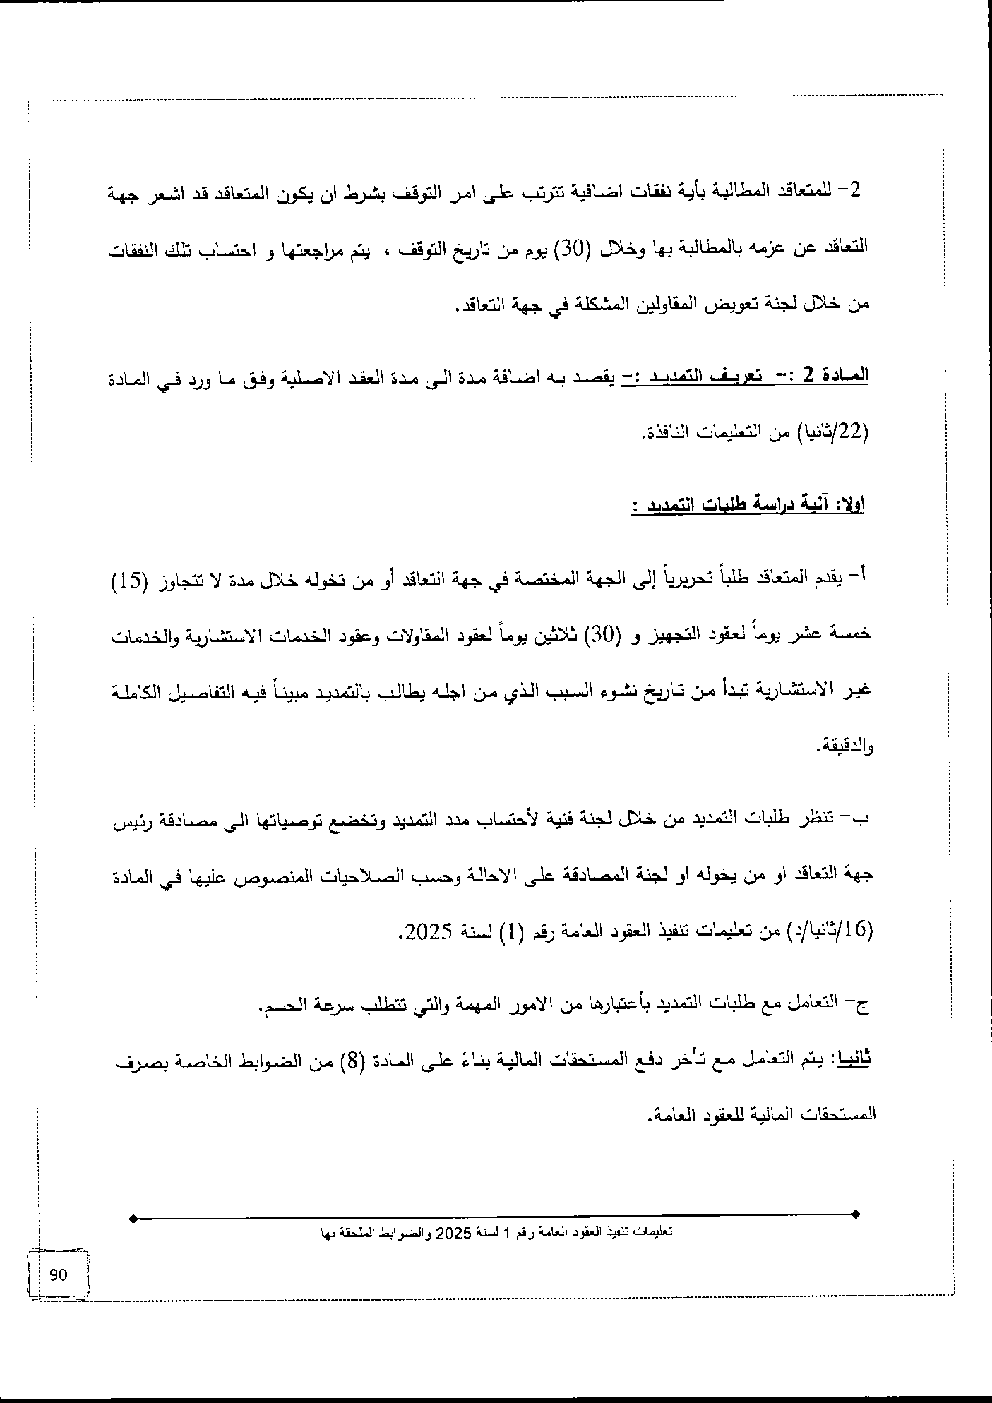 2- للمتعاقد المطالبة بأية نفقات اضافية تترتب على امر التوقف بشرط ان يكون المتعاقد قد اشعر جهة
التعاقد عن عزمه بالمطالبة بها وخلال (30) يوم من تاريخ التوقف ، يتم مراجعتها و احتساب تلك النفقات
من خلال لجنة تعويض المقاولين المشكلة في جهة التعاقد.
المادة 2 :- تعريف التمديد :- يقصد به اضافة مدة الى مدة العقد الاصلية وفق ما ورد في المادة
(22/ثانيا) من التعليمات النافذة.
اولا: آلية دراسة طلبات التمديد :
أ- يقدم المتعاقد طلباً تحريرياً إلى الجهة المختصة في جهة التعاقد أو من تخوله خلال مدة لا تتجاوز (15)
خمسة عشر يوماً لعقود التجهيز و (30) ثلاثين يوماً لعقود المقاولات وعقود الخدمات الاستشارية والخدمات
غير الاستشارية تبدأ من تاريخ نشوء السبب الذي من اجله يطالب بالتمديد مبيناً فيه التفاصيل الكاملة
والدقيقة.
ب- تنظر طلبات التمديد من خلال لجنة فنية لأحتساب مدد التمديد وتخضع توصياتها الى مصادقة رئيس
جهة التعاقد او من يخوله او لجنة المصادقة على الاحالة وحسب الصلاحيات المنصوص عليها في المادة
(16/ثانيا/د) من تعليمات تنفيذ العقود العامة رقم (1) لسنة 2025.
ج- التعامل مع طلبات التمديد بأعتبارها من الامور المهمة والتي تتطلب سرعة الحسم.
ثانيا: يتم التعامل مع تأخر دفع المستحقات المالية بناءً على المادة (8) من الضوابط الخاصة بصرف
المستحقات المالية للعقود العامة.
تعليمات تنفيذ العقود العامة رقم 1 لسنة 2025 والضوابط الملحقة بها
90